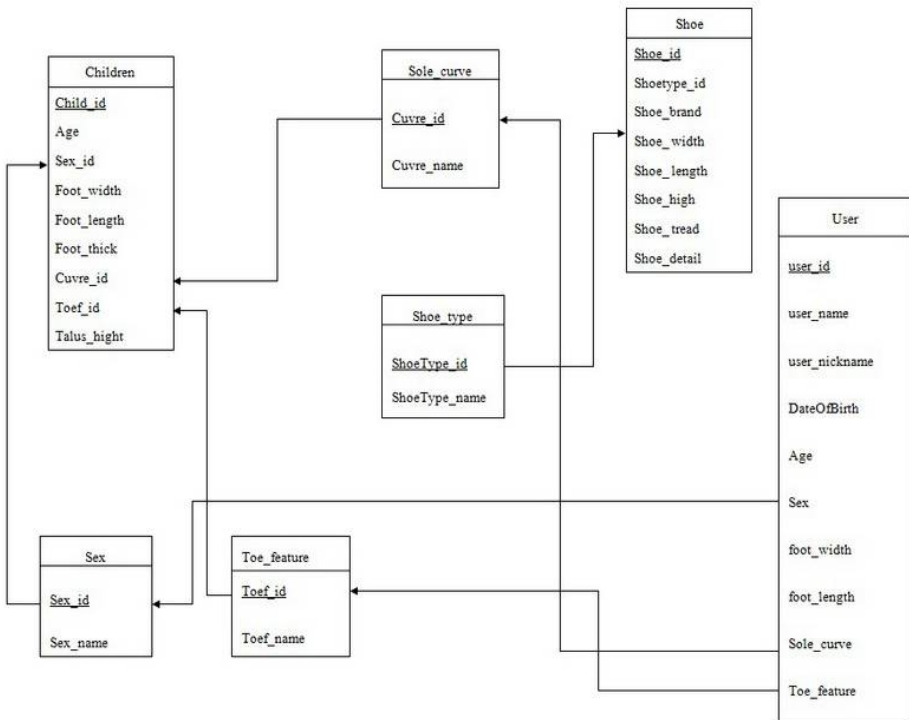 Children
Child_id
Age
Sex_id
Foot_width
Foot_length
Foot_thick
Cuvre_id
Toef_id
Talus_hight
Sole_curve
Cuvre_id
Cuvre_name
Shoe
Shoe_id
Shoetype_id
Shoe_brand
Shoe_width
Shoe_length
Shoe_high
Shoe_tread
Shoe_detail
Shoe_type
ShoeType_id
ShoeType_name
User
user_id
user_name
user_nickname
DateOfBirth
Age
Sex
foot_width
foot_length
Sole_curve
Toe_feature
Sex
Sex_id
Sex_name
Toe_feature
Toef_id
Toef_name